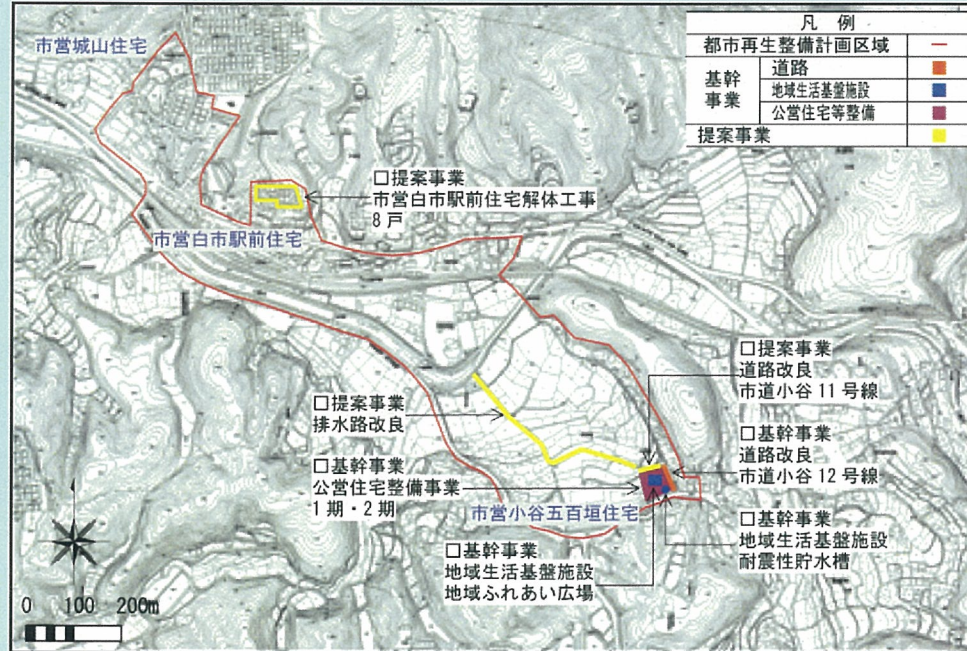 市営城山住宅
凡 例
都市再生整備計画区域
基幹
事業
道路
地域生活基盤施設
公営住宅等整備
提案事業
□提案事業
市営白市駅前住宅解体工事
8戸
市営白市駅前住宅
□提案事業
道路改良
市道小谷11号線
□提案事業
排水路改良
□基幹事業
道路改良
市道小谷12号線
□基幹事業
公営住宅整備事業
1期・2期
市営小谷五百垣住宅
□基幹事業
地域生活基盤施設
耐震性貯水槽
□基幹事業
地域生活基盤施設
地域ふれあい広場
0 100 200m